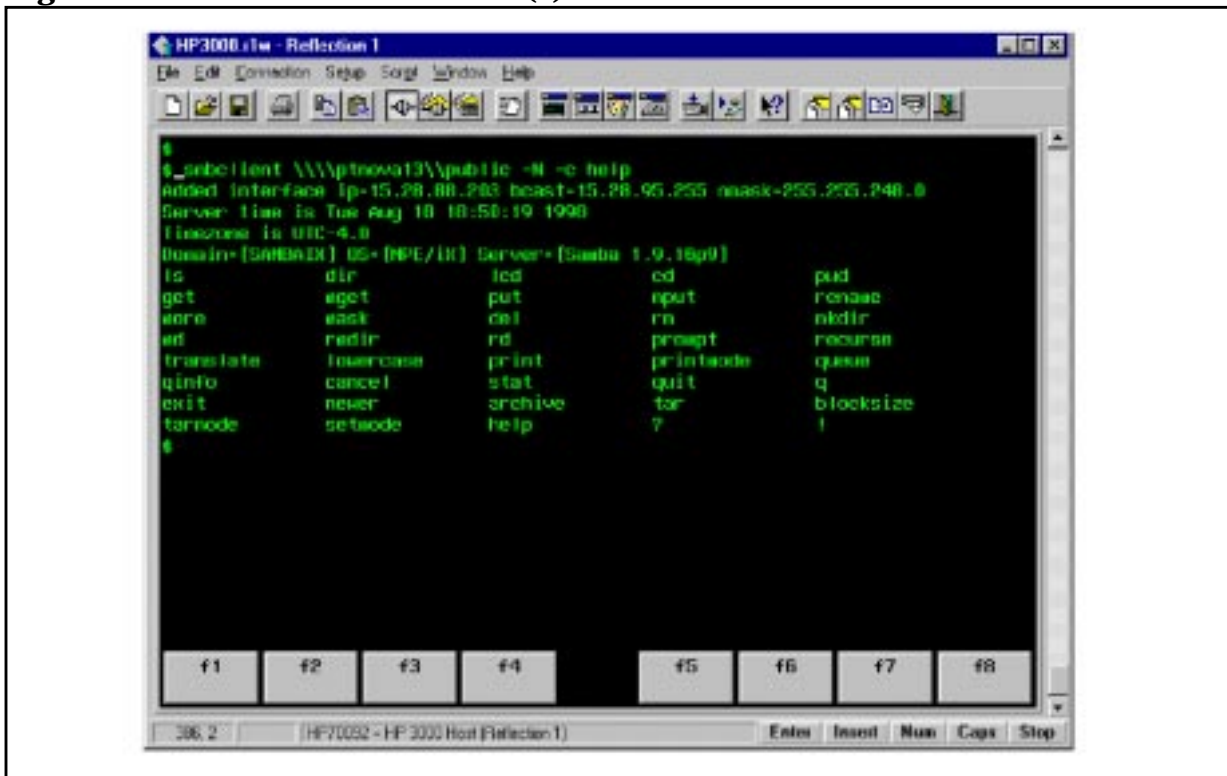 HP3000.r1w - Reflection 1
File Edit Connection Setup Script Window Help
$
$ smbclient \\\\ptnova13\\public -N -c help
Added interface ip=15.28.88.203 bcast=15.28.95.255 nmask=255.255.248.0
Server time is Tue Aug 18 18:50:19 1998
Timezone is UTC-4.0
Domain=[SAMBAIX] OS=[MPE/iX] Server=[Samba 1.9.16p9]
ls dir lcd cd pwd
get mget put mput rename
more mask del rm mkdir
md rmdir rd prompt recurse
translate lowercase print printmode queue
qinfo cancel stat quit q
exit newer archive tar blocksize
tarmode setmode help ? !
$
f1 f2 f3 f4 f5 f6 f7 f8
386, 2 HP70092 - HP 3000 Host (Reflection 1) Enter Insert Num Caps Stop